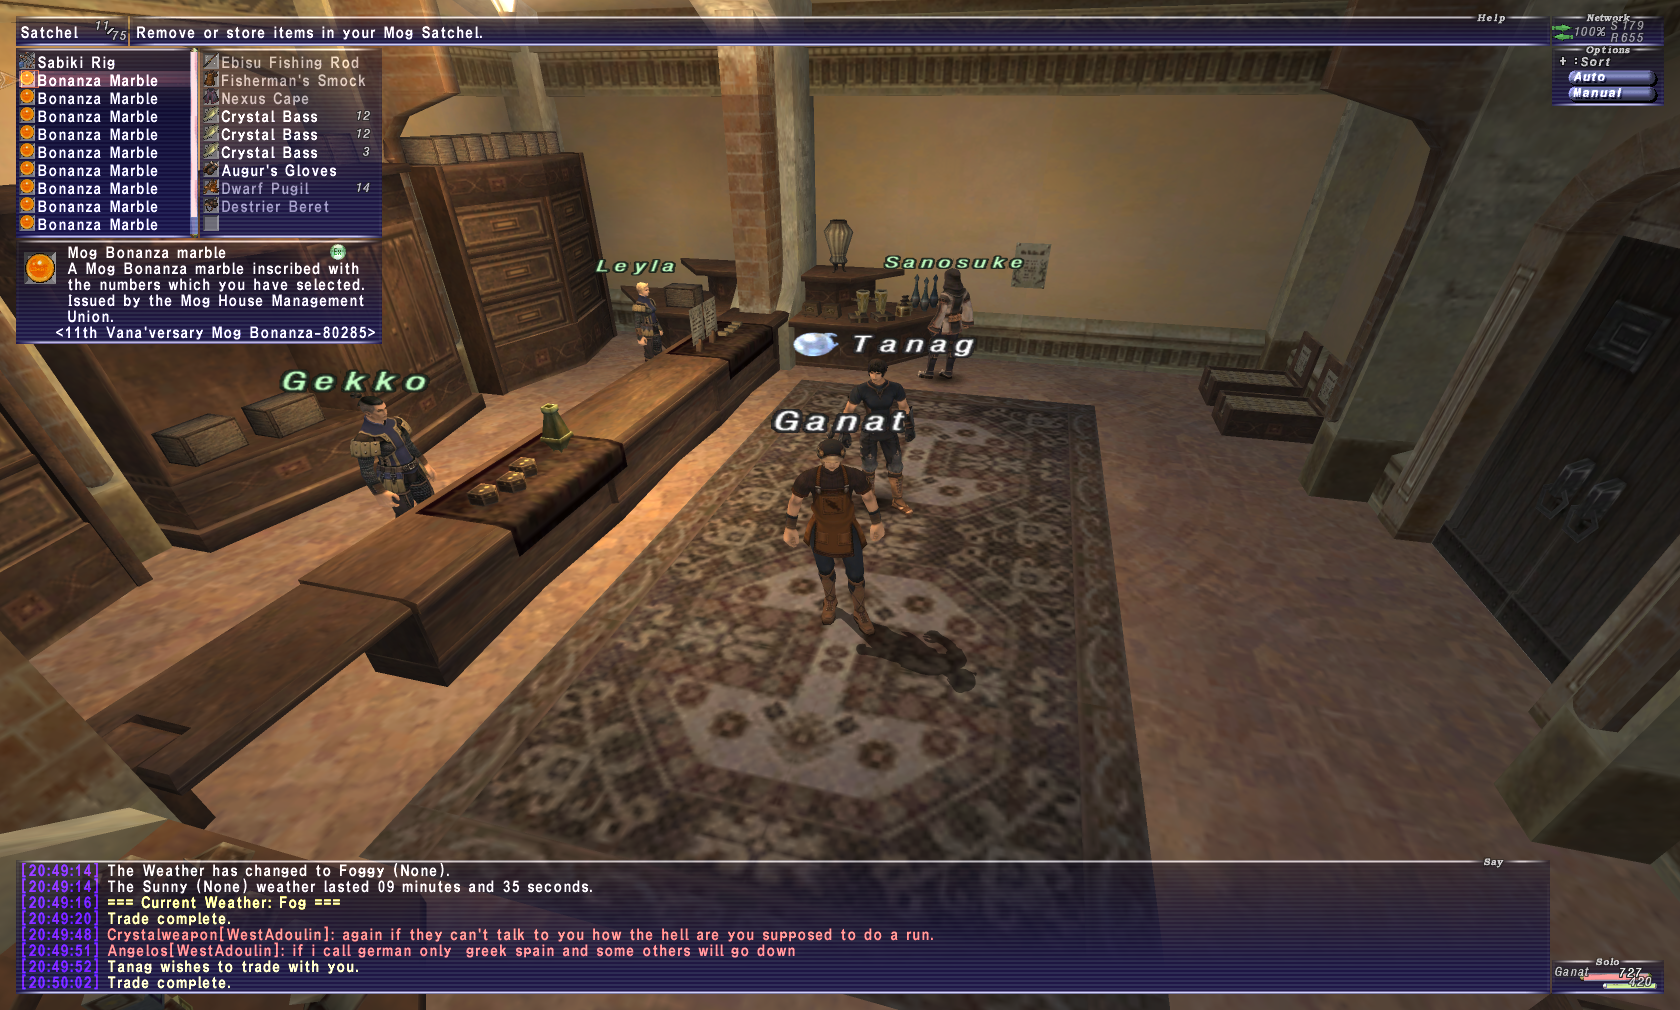 Satchel 11/75
Remove or store items in your Mog Satchel.
Help
Network
100% S 179
R 655
Options
+ :Sort
Auto
Manual
Sabiki Rig
Bonanza Marble
Bonanza Marble
Bonanza Marble
Bonanza Marble
Bonanza Marble
Bonanza Marble
Bonanza Marble
Bonanza Marble
Bonanza Marble
Ebisu Fishing Rod
Fisherman's Smock
Nexus Cape
Crystal Bass 12
Crystal Bass 12
Crystal Bass 3
Augur's Gloves
Dwarf Pugil 14
Destrier Beret
Mog Bonanza marble
A Mog Bonanza marble inscribed with
the numbers which you have selected.
Issued by the Mog House Management
Union.
<11th Vana'versary Mog Bonanza-80285>
Leyla
Sanosuke
Tanag
Gekko
Ganat
Say
[20:49:14] The Weather has changed to Foggy (None).
[20:49:14] The Sunny (None) weather lasted 09 minutes and 35 seconds.
[20:49:16] === Current Weather: Fog ===
[20:49:20] Trade complete.
[20:49:48] Crystalweapon[WestAdoulin]: again if they can't talk to you how the hell are you supposed to do a run.
[20:49:51] Angelos[WestAdoulin]: if i call german only  greek spain and some others will go down
[20:49:52] Tanag wishes to trade with you.
[20:50:02] Trade complete.
Solo
Ganat 727
420